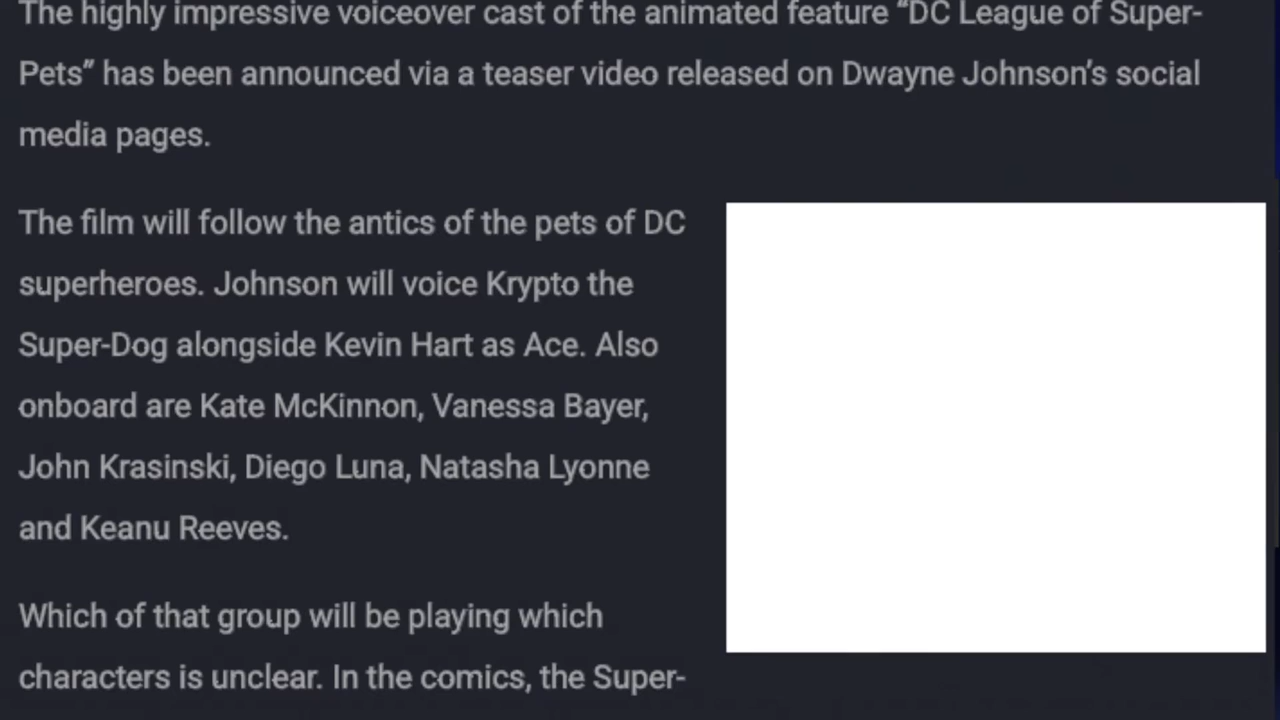 The highly impressive voiceover cast of the animated feature “DC League of Super-
Pets” has been announced via a teaser video released on Dwayne Johnson’s social
media pages.
The film will follow the antics of the pets of DC
superheroes. Johnson will voice Krypto the
Super-Dog alongside Kevin Hart as Ace. Also
onboard are Kate McKinnon, Vanessa Bayer,
John Krasinski, Diego Luna, Natasha Lyonne
and Keanu Reeves.
Which of that group will be playing which
characters is unclear. In the comics, the Super-